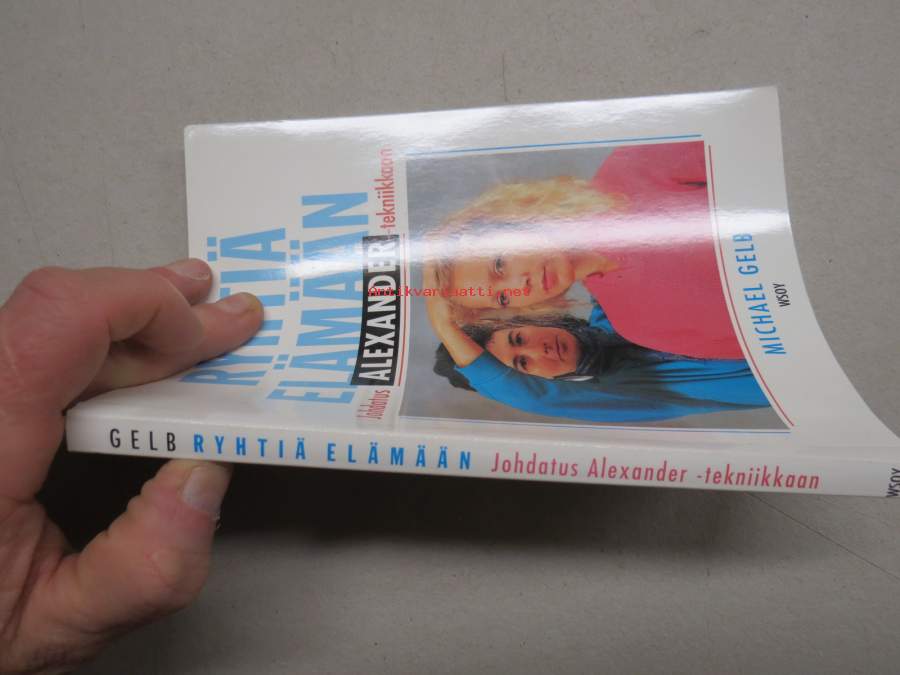 RYHTIÄ
ELÄMÄÄN
Johdatus ALEXANDER -tekniikkaan
Antikvariaatti.net
MICHAEL GELB
WSOY
GELB RYHTIÄ ELÄMÄÄN Johdatus Alexander -tekniikkaan WSOY